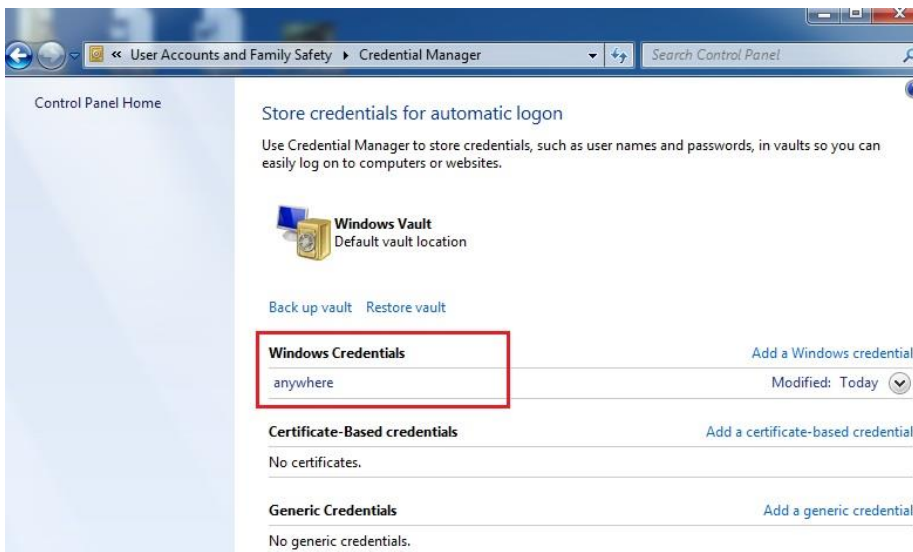 « User Accounts and Family Safety ▸ Credential Manager
Search Control Panel
Control Panel Home
Store credentials for automatic logon
Use Credential Manager to store credentials, such as user names and passwords, in vaults so you can
easily log on to computers or websites.
Windows Vault
Default vault location
Back up vault Restore vault
Windows Credentials Add a Windows credential
anywhere Modified: Today
Certificate-Based credentials Add a certificate-based credential
No certificates.
Generic Credentials Add a generic credential
No generic credentials.